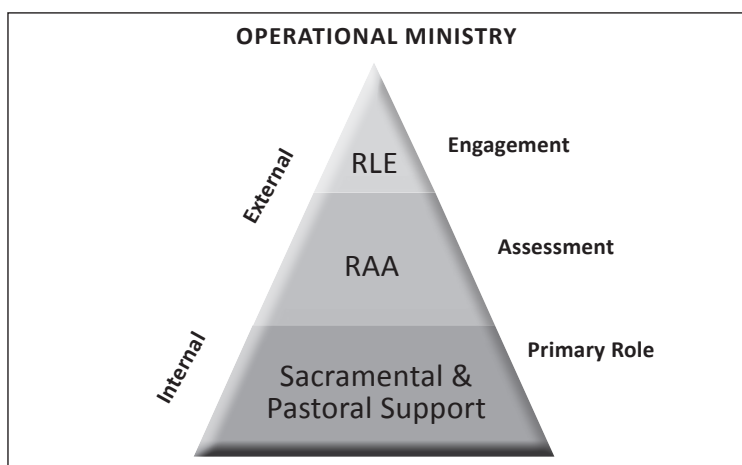 OPERATIONAL MINISTRY
RLE
Engagement
External
RAA
Assessment
Internal
Primary Role
Sacramental &
Pastoral Support